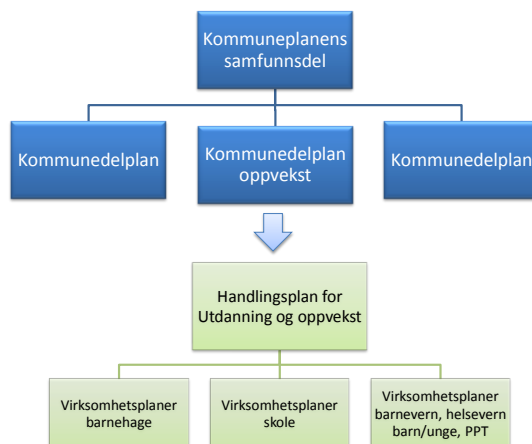 Kommuneplanens
samfunnsdel
Kommunedelplan
Kommunedelplan
oppvekst
Kommunedelplan
Handlingsplan for
Utdanning og oppvekst
Virksomhetsplaner
barnehage
Virksomhetsplaner
skole
Virksomhetsplaner
barnevern, helsevern
barn/unge, PPT